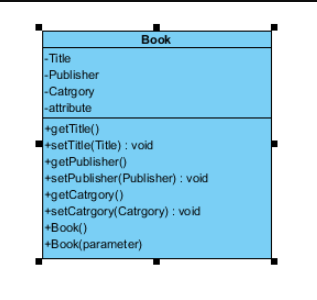 Book
-Title
-Publisher
-Catrgory
-attribute
+getTitle()
+setTitle(Title) : void
+getPublisher()
+setPublisher(Publisher) : void
+getCatrgory()
+setCatrgory(Catrgory) : void
+Book()
+Book(parameter)